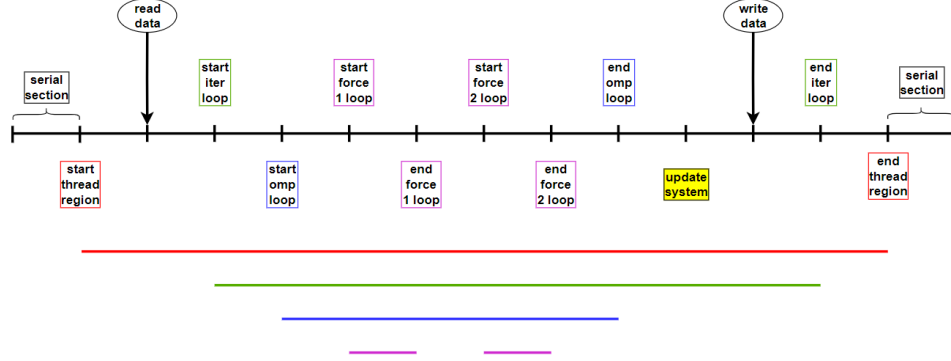 read
data
write
data
start
iter
loop
start
force
1 loop
start
force
2 loop
end
omp
loop
end
iter
loop
serial
section
serial
section
start
thread
region
start
omp
loop
end
force
1 loop
end
force
2 loop
update
system
end
thread
region